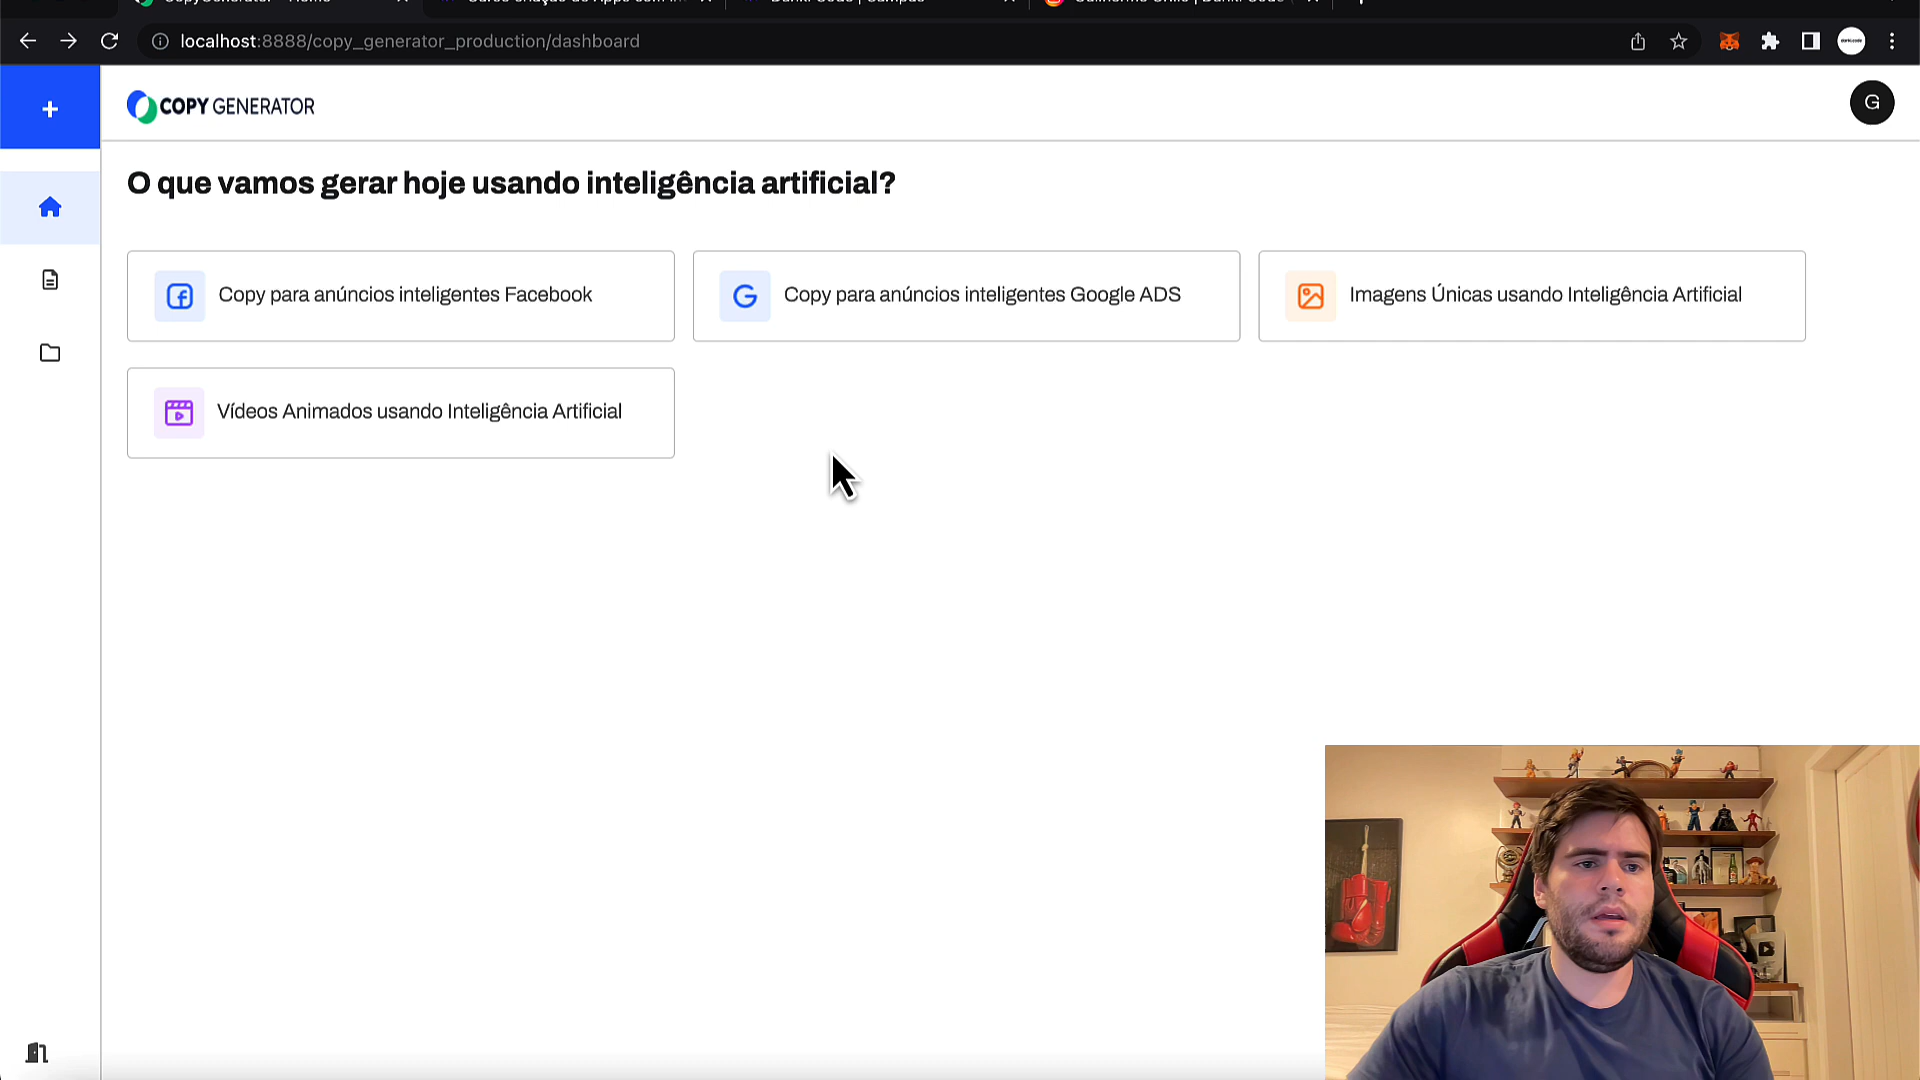 localhost:8888/copy_generator_production/dashboard
+
COPY GENERATOR
G
O que vamos gerar hoje usando inteligência artificial?
Copy para anúncios inteligentes Facebook
Copy para anúncios inteligentes Google ADS
Imagens Únicas usando Inteligência Artificial
Vídeos Animados usando Inteligência Artificial